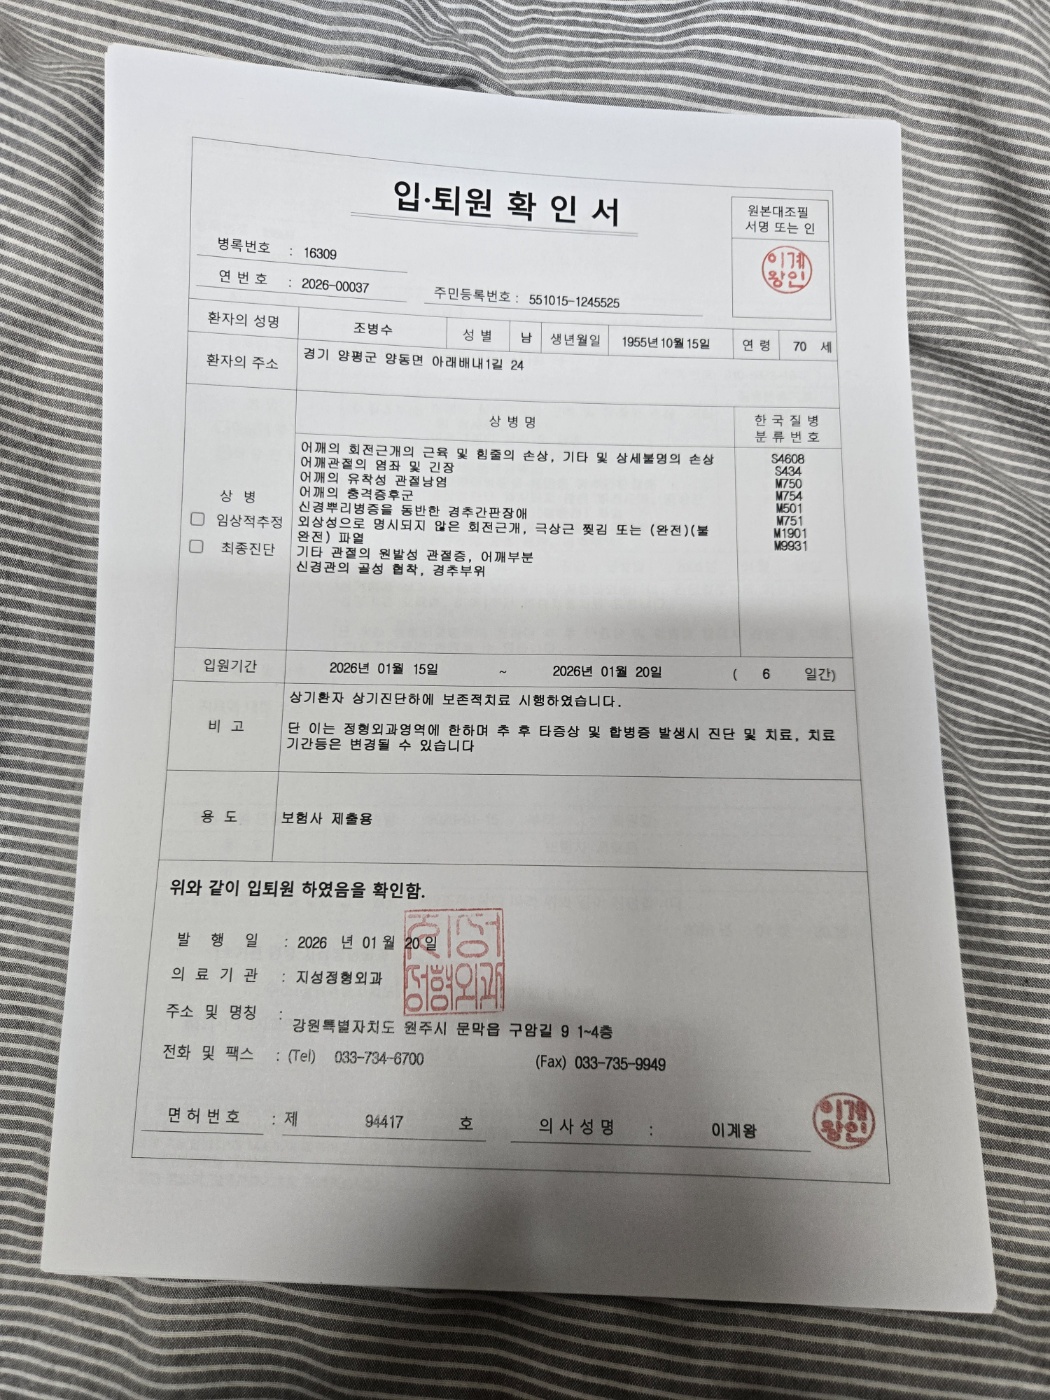 입·퇴원 확 인 서
원본대조필
서명 또는 인
이계
왕인
병록번호 : 16309
연 번 호 : 2026-00037
주민등록번호 : 551015-1245525
환자의 성명 조병수 성 별 남 생년월일 1955년10월15일 연 령 70 세
환자의 주소 경기 양평군 양동면 아래배내1길 24
상 병 명 한 국 질 병
분 류 번 호
상 병
임상적추정
최종진단
어깨의 회전근개의 근육 및 힘줄의 손상, 기타 및 상세불명의 손상 S4608
어깨관절의 염좌 및 긴장 S434
어깨의 유착성 관절낭염 M750
어깨의 충격증후군 M754
신경뿌리병증을 동반한 경추간판장애 M501
외상성으로 명시되지 않은 회전근개, 극상근 찢김 또는 (완전)(불 M751
완전) 파열 M1901
기타 관절의 원발성 관절증, 어깨부분 M9931
신경관의 골성 협착, 경추부위
입원기간 2026년 01월 15일 ~ 2026년 01월 20일 ( 6 일간)
비 고
상기환자 상기진단하에 보존적치료 시행하였습니다.
단 이는 정형외과영역에 한하며 추 후 타증상 및 합병증 발생시 진단 및 치료, 치료
기간등은 변경될 수 있습니다
용 도 보험사 제출용
위와 같이 입퇴원 하였음을 확인함.
발 행 일 : 2026 년 01 월 20 일
의 료 기 관 : 지성정형외과
지성
정형외과
주소 및 명칭 : 강원특별자치도 원주시 문막읍 구암길 9 1~4층
전화 및 팩스 : (Tel) 033-734-6700 (Fax) 033-735-9949
면 허 번 호 : 제 94417 호 의 사 성 명 : 이계왕
이계
왕인